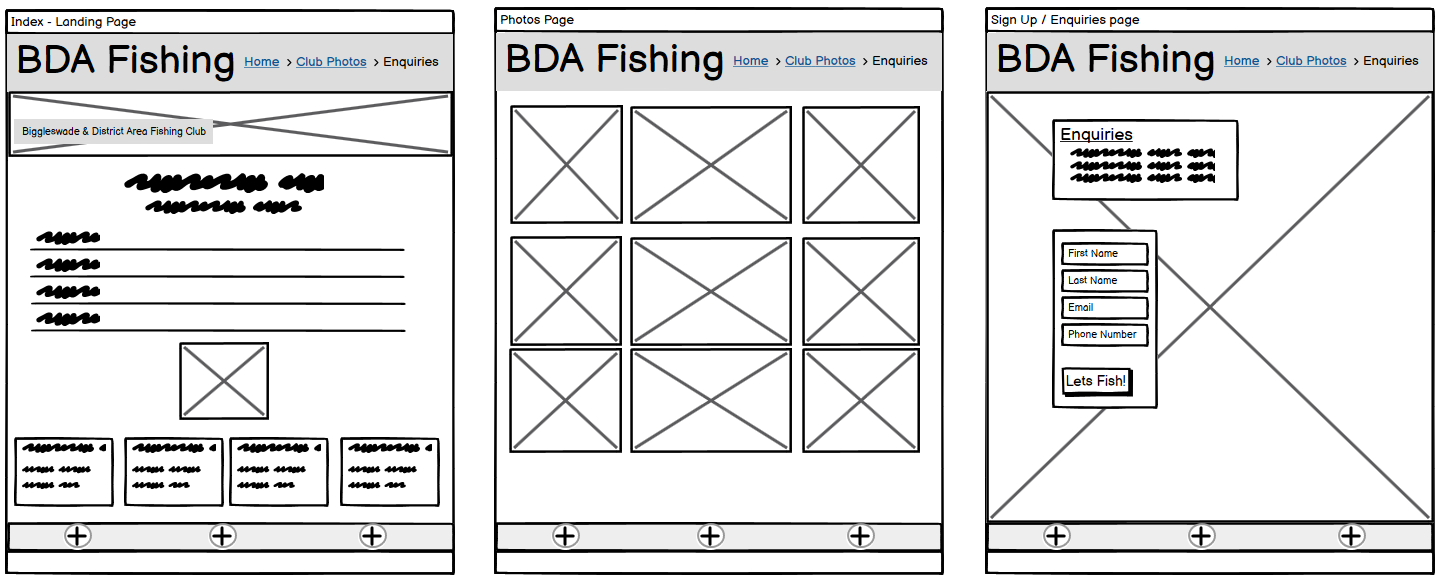 Index - Landing Page
BDA Fishing Home > Club Photos > Enquiries
Biggleswade & District Area Fishing Club
Photos Page
BDA Fishing Home > Club Photos > Enquiries
Sign Up / Enquiries page
BDA Fishing Home > Club Photos > Enquiries
Enquiries
First Name
Last Name
Email
Phone Number
Lets Fish!